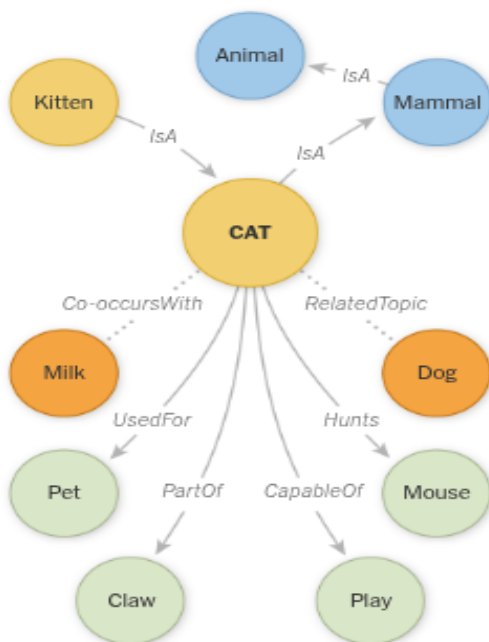 Animal
IsA
Kitten
Mammal
IsA
IsA
CAT
Co-occursWith
RelatedTopic
Milk
Dog
UsedFor
Hunts
Pet
PartOf
CapableOf
Mouse
Claw
Play